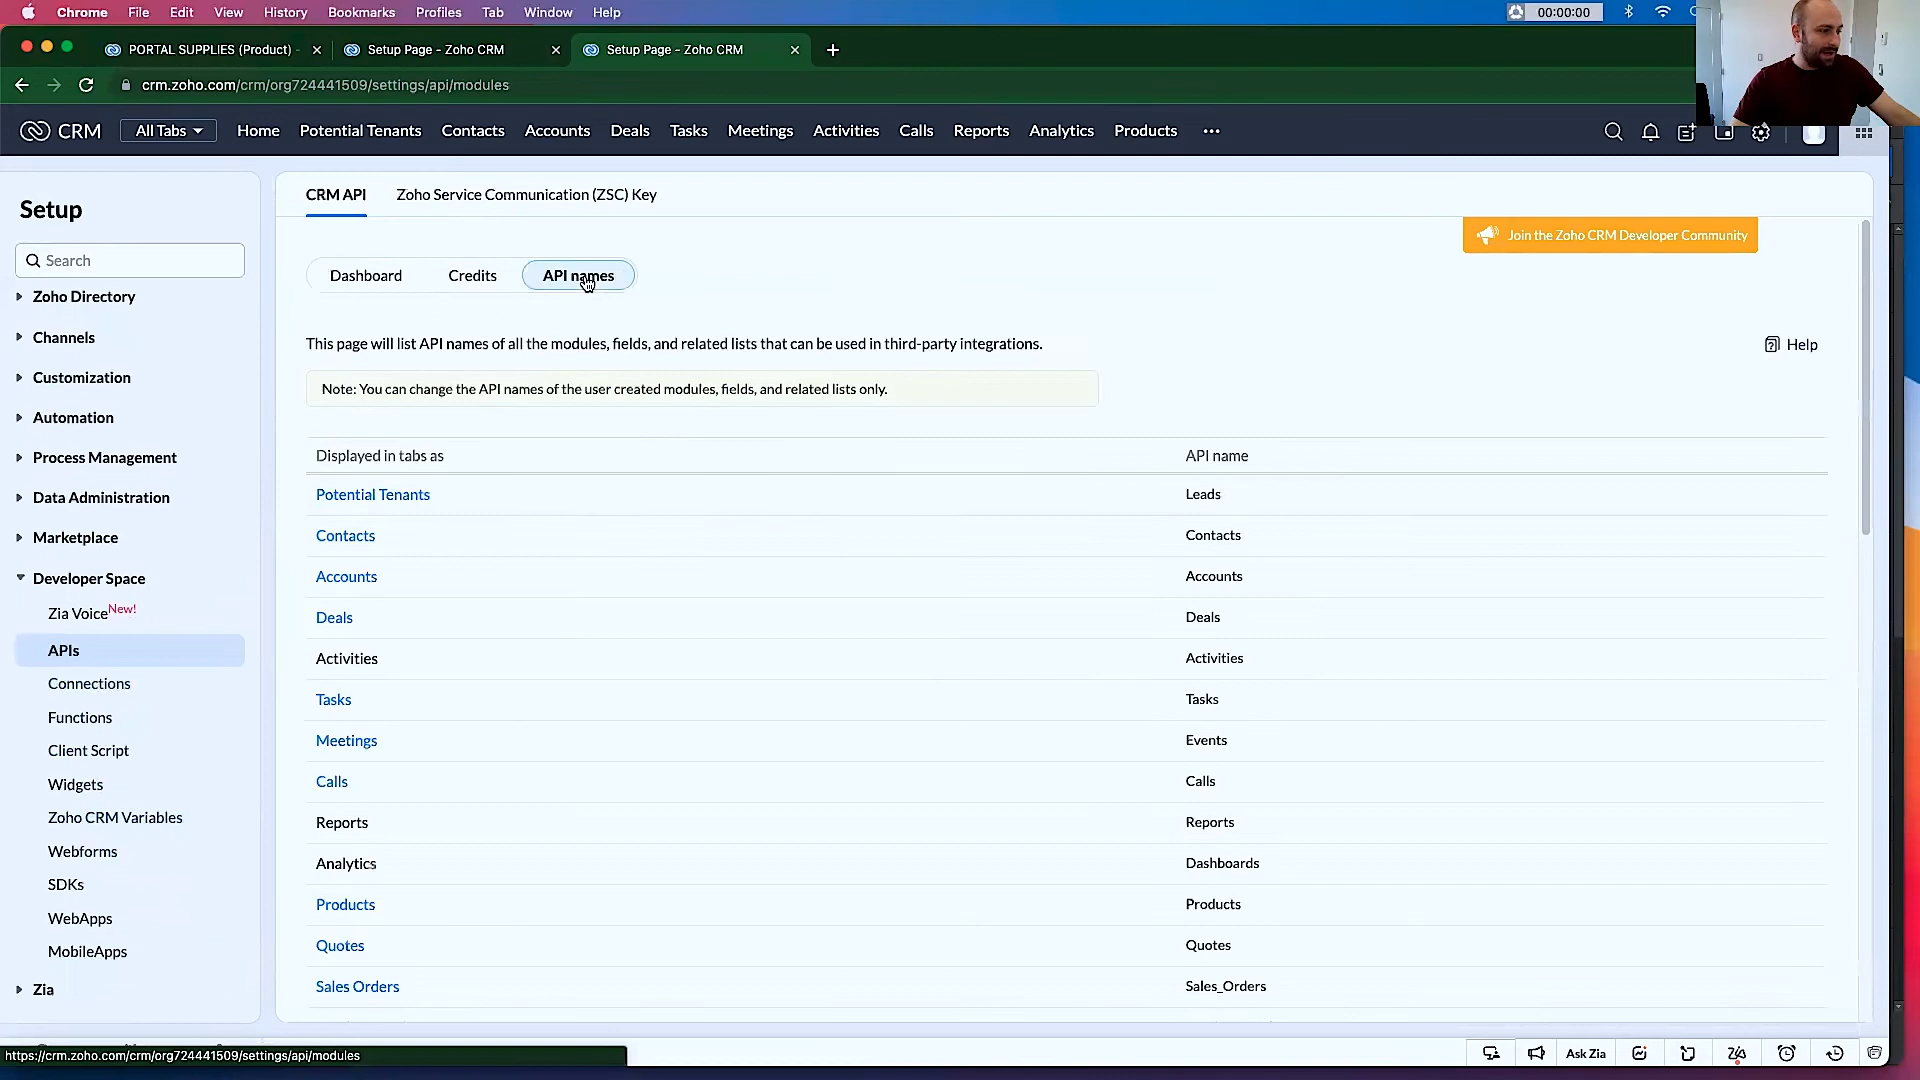 Chrome File Edit View History Bookmarks Profiles Tab Window Help 00:00:00
PORTAL SUPPLIES (Product) - Setup Page - Zoho CRM Setup Page - Zoho CRM
crm.zoho.com/crm/org724441509/settings/api/modules
CRM All Tabs Home Potential Tenants Contacts Accounts Deals Tasks Meetings Activities Calls Reports Analytics Products
Setup
Search
Zoho Directory
Channels
Customization
Automation
Process Management
Data Administration
Marketplace
Developer Space
Zia Voice New!
APIs
Connections
Functions
Client Script
Widgets
Zoho CRM Variables
Webforms
SDKs
WebApps
MobileApps
Zia
CRM API Zoho Service Communication (ZSC) Key
Join the Zoho CRM Developer Community
Dashboard Credits API names
This page will list API names of all the modules, fields, and related lists that can be used in third-party integrations.
Help
Note: You can change the API names of the user created modules, fields, and related lists only.
Displayed in tabs as API name
Potential Tenants Leads
Contacts Contacts
Accounts Accounts
Deals Deals
Activities Activities
Tasks Tasks
Meetings Events
Calls Calls
Reports Reports
Analytics Dashboards
Products Products
Quotes Quotes
Sales Orders Sales_Orders
https://crm.zoho.com/crm/org724441509/settings/api/modules
Ask Zia